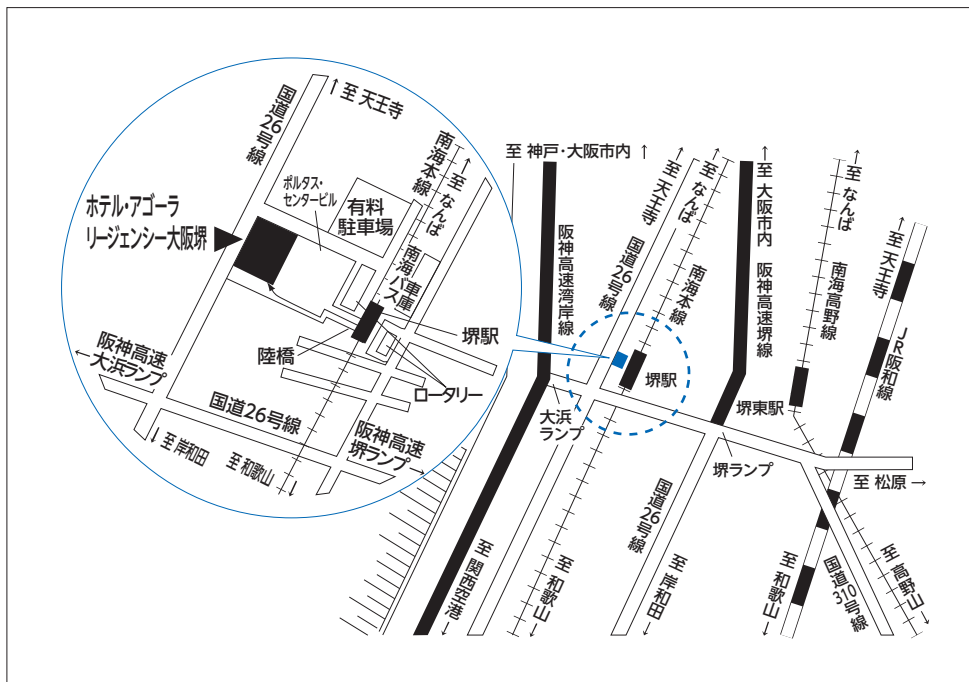 国道26号線
↑至 天王寺
南海本線
↑至 なんば
ポルタス・
センタービル
有料
駐車場
ホテル・アゴーラ
リージェンシー大阪堺
南海バス車庫
堺駅
陸橋
阪神高速
←大浜ランプ
ロータリー
国道26号線
阪神高速
堺ランプ→
↓至 岸和田
至 和歌山↓
至 神戸・大阪市内 ↑
阪神高速湾岸線
↑至 天王寺
国道26号線
↑至 なんば
南海本線
↑至 大阪市内
阪神高速堺線
↑至 なんば
南海高野線
↑至 天王寺
JR阪和線
堺駅
大浜
ランプ
堺東駅
堺ランプ
至 松原→
国道26号線
至 関西空港↓
至 和歌山↓
至 岸和田↓
至 和歌山↓
国道310号線
至 高野山↓